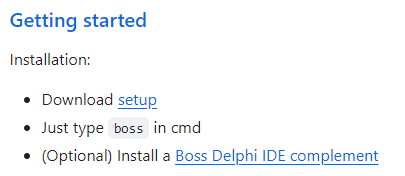 Getting started
Installation:
• Download setup
• Just type boss in cmd
• (Optional) Install a Boss Delphi IDE complement